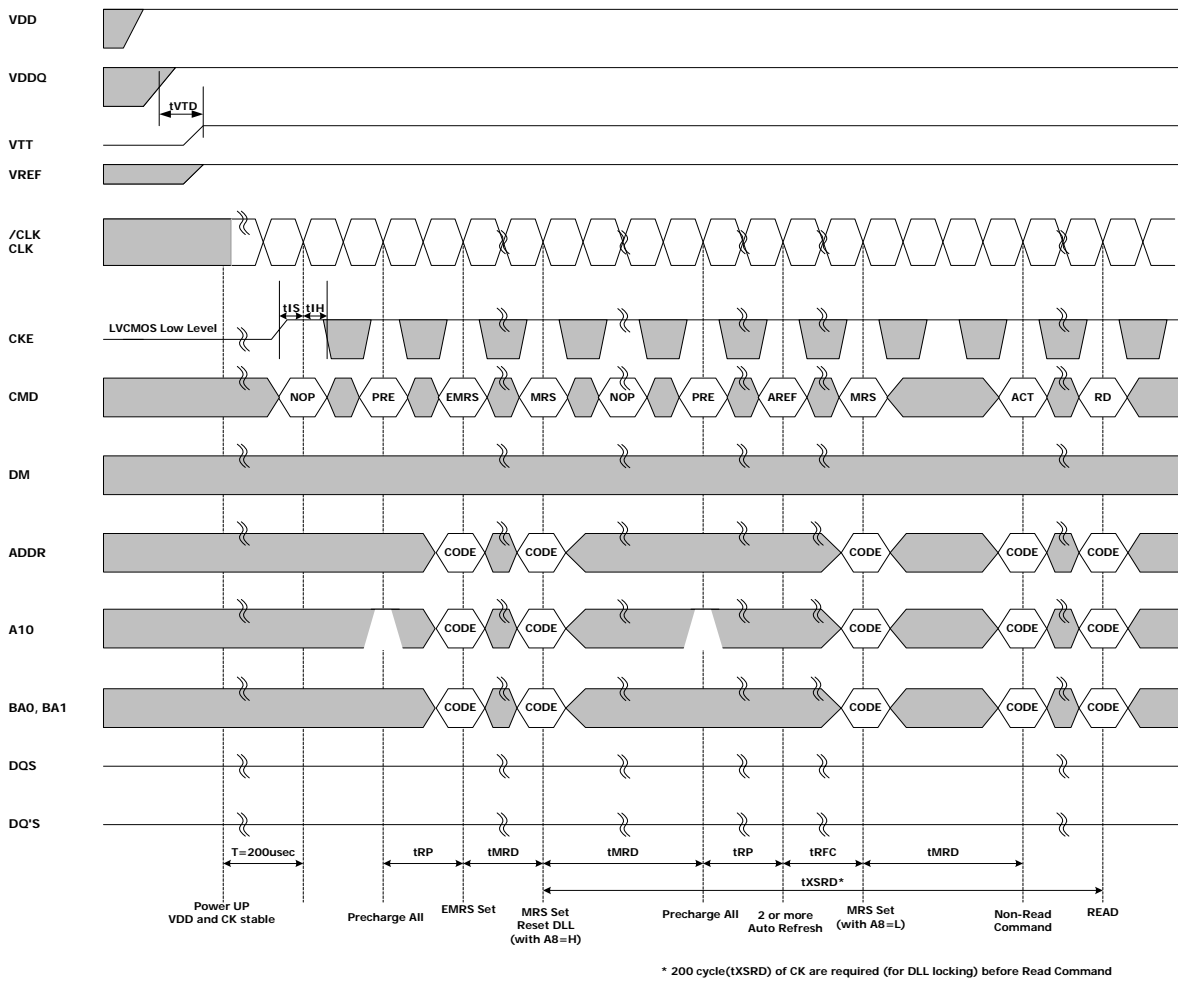 VDD
VDDQ
tVTD
VTT
VREF
/CLK
CLK
tIS tIH
LVCMOS Low Level
CKE
CMD NOP PRE EMRS MRS NOP PRE AREF MRS ACT RD
DM
ADDR CODE CODE CODE CODE CODE
A10 CODE CODE CODE CODE CODE
BA0, BA1 CODE CODE CODE CODE CODE
DQS
DQ'S
T=200usec tRP tMRD tMRD tRP tRFC tMRD
tXSRD*
Power UP
VDD and CK stable
Precharge All
EMRS Set
MRS Set
Reset DLL
(with A8=H)
Precharge All
2 or more
Auto Refresh
MRS Set
(with A8=L)
Non-Read
Command
READ
* 200 cycle(tXSRD) of CK are required (for DLL locking) before Read Command